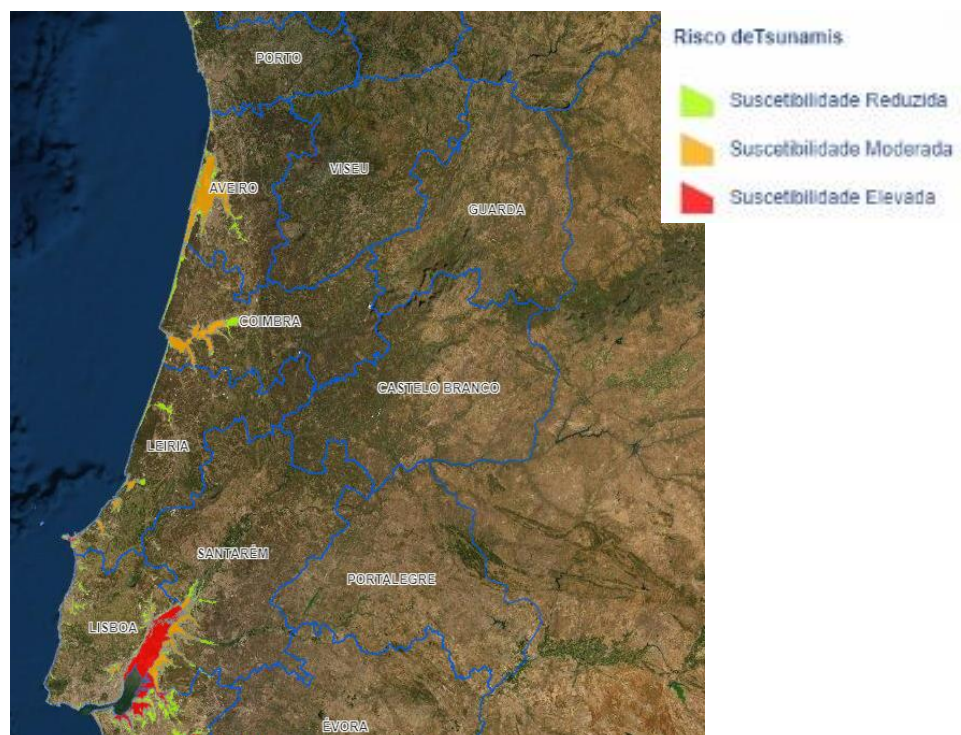 Risco deTsunamis
Suscetibilidade Reduzida
Suscetibilidade Moderada
Suscetibilidade Elevada
PORTO
VISEU
AVEIRO
GUARDA
COIMBRA
CASTELO BRANCO
LEIRIA
SANTARÉM
PORTALEGRE
LISBOA
ÉVORA